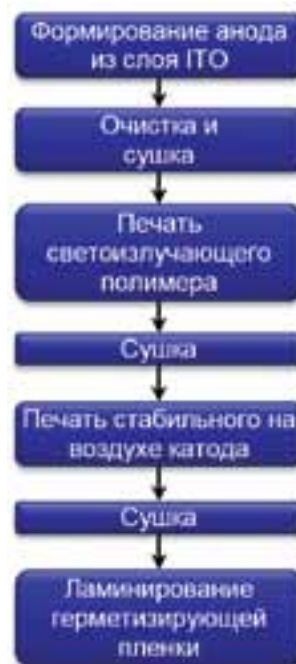 Формирование анода
из слоя ITO
Очистка и
сушка
Печать
светоизлучающего
полимера
Сушка
Печать стабильного на
воздухе катода
Сушка
Ламинирование
герметизирующей
пленки